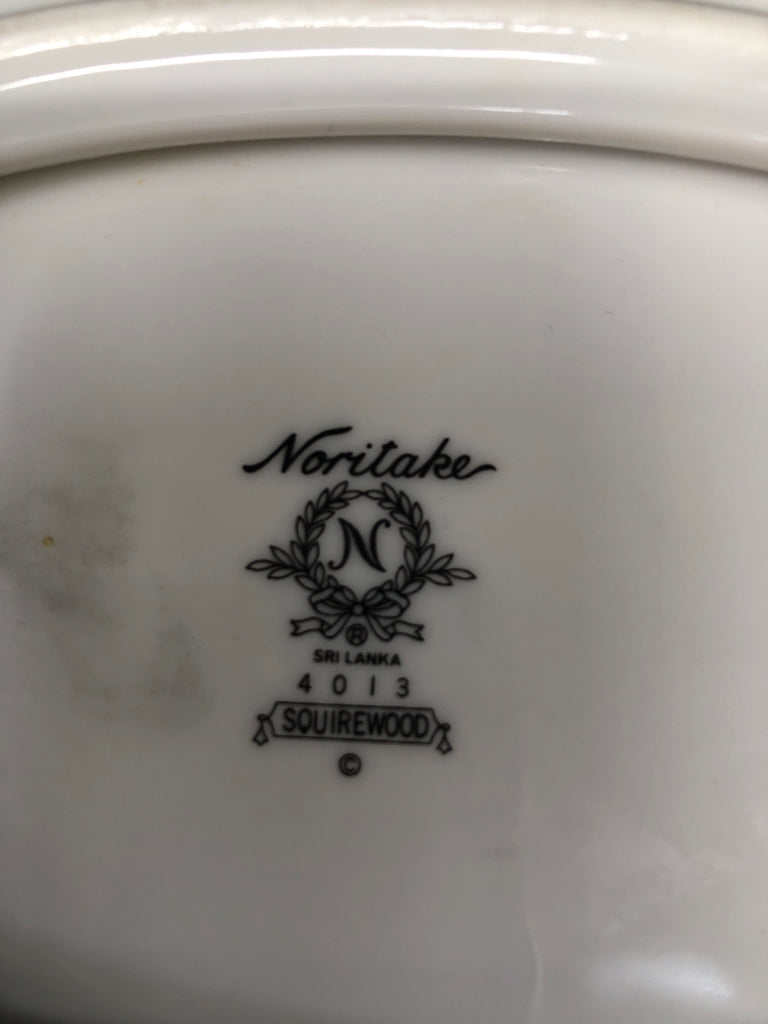 Noritake
N
®
SRI LANKA
4013
SQUIREWOOD
©